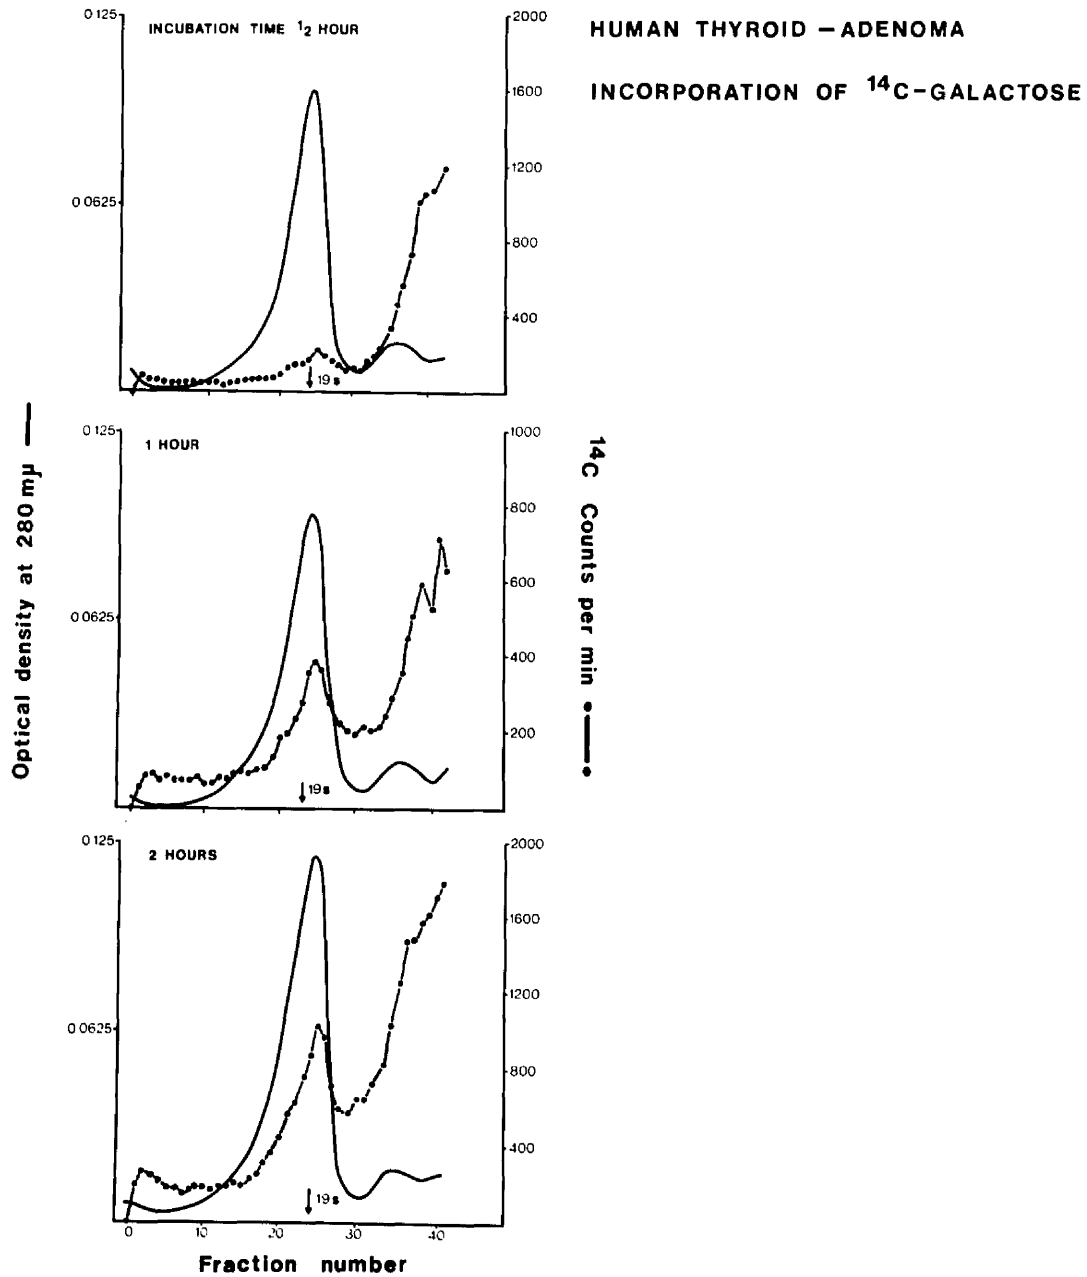 HUMAN THYROID – ADENOMA
INCORPORATION OF 14C-GALACTOSE
INCUBATION TIME 1/2 HOUR
0.125
0.0625
2000
1600
1200
800
400
19 s
1 HOUR
0.125
0.0625
1000
800
600
400
200
19 s
Optical density at 280 mµ
14C Counts per min
2 HOURS
0.125
0.0625
2000
1600
1200
800
400
19 s
0 10 20 30 40
Fraction number